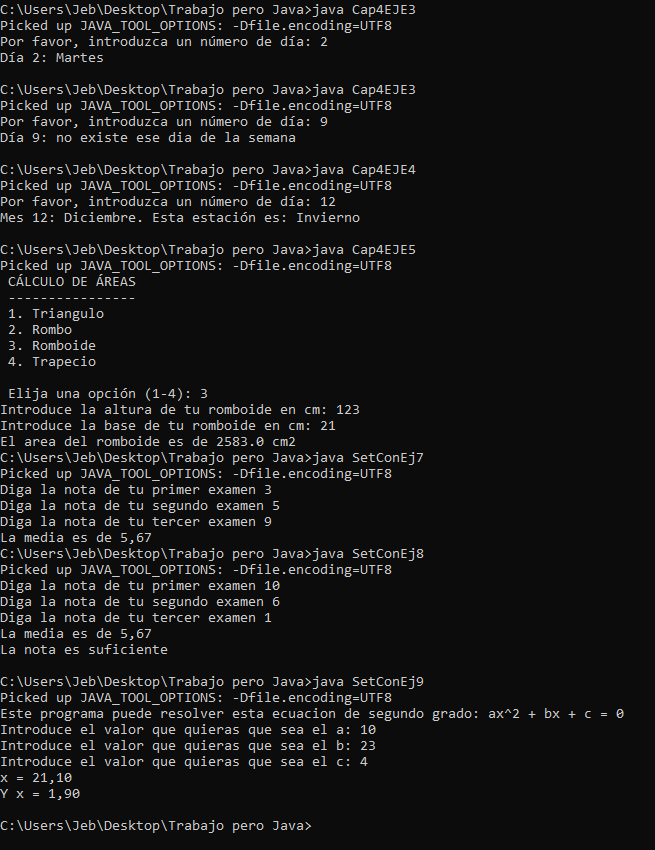 C:\Users\Jeb\Desktop\Trabajo pero Java>java Cap4EJE3
Picked up JAVA_TOOL_OPTIONS: -Dfile.encoding=UTF8
Por favor, introduzca un número de día: 2
Día 2: Martes
C:\Users\Jeb\Desktop\Trabajo pero Java>java Cap4EJE3
Picked up JAVA_TOOL_OPTIONS: -Dfile.encoding=UTF8
Por favor, introduzca un número de día: 9
Día 9: no existe ese dia de la semana
C:\Users\Jeb\Desktop\Trabajo pero Java>java Cap4EJE4
Picked up JAVA_TOOL_OPTIONS: -Dfile.encoding=UTF8
Por favor, introduzca un número de día: 12
Mes 12: Diciembre. Esta estación es: Invierno
C:\Users\Jeb\Desktop\Trabajo pero Java>java Cap4EJE5
Picked up JAVA_TOOL_OPTIONS: -Dfile.encoding=UTF8
CÁLCULO DE ÁREAS
----------------
1. Triangulo
2. Rombo
3. Romboide
4. Trapecio
Elija una opción (1-4): 3
Introduce la altura de tu romboide en cm: 123
Introduce la base de tu romboide en cm: 21
El area del romboide es de 2583.0 cm2
C:\Users\Jeb\Desktop\Trabajo pero Java>java SetConEj7
Picked up JAVA_TOOL_OPTIONS: -Dfile.encoding=UTF8
Diga la nota de tu primer examen 3
Diga la nota de tu segundo examen 5
Diga la nota de tu tercer examen 9
La media es de 5,67
C:\Users\Jeb\Desktop\Trabajo pero Java>java SetConEj8
Picked up JAVA_TOOL_OPTIONS: -Dfile.encoding=UTF8
Diga la nota de tu primer examen 10
Diga la nota de tu segundo examen 6
Diga la nota de tu tercer examen 1
La media es de 5,67
La nota es suficiente
C:\Users\Jeb\Desktop\Trabajo pero Java>java SetConEj9
Picked up JAVA_TOOL_OPTIONS: -Dfile.encoding=UTF8
Este programa puede resolver esta ecuacion de segundo grado: ax^2 + bx + c = 0
Introduce el valor que quieras que sea el a: 10
Introduce el valor que quieras que sea el b: 23
Introduce el valor que quieras que sea el c: 4
x = 21,10
Y x = 1,90
C:\Users\Jeb\Desktop\Trabajo pero Java>